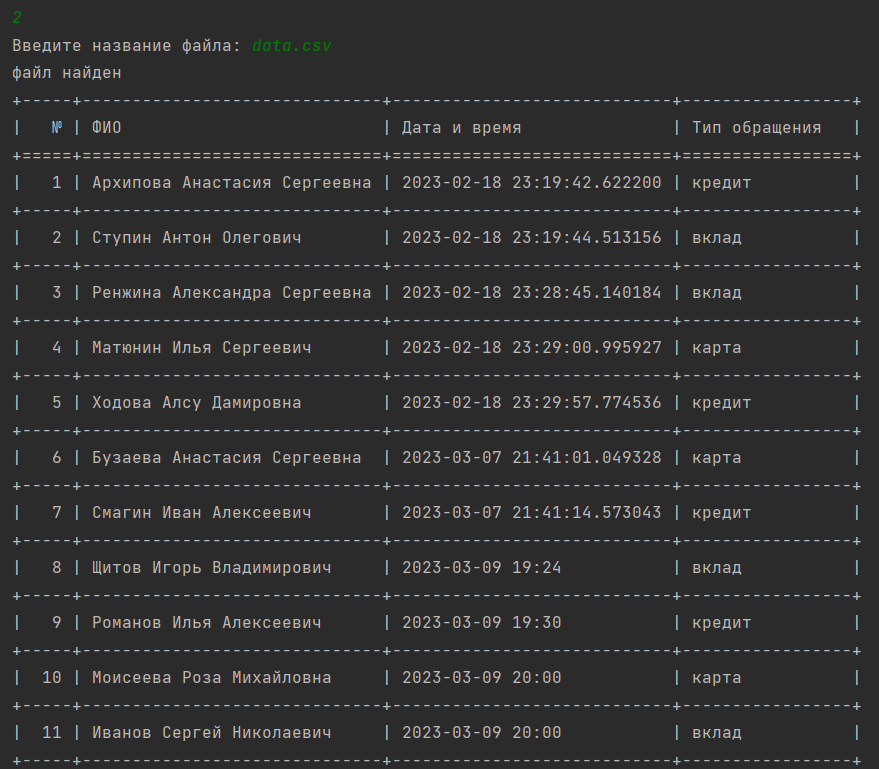 2
Введите название файла: data.csv
файл найден
+-----+------------------------------+----------------------------+-----------------+
|   № | ФИО                          | Дата и время               | Тип обращения   |
+=====+==============================+============================+=================+
|   1 | Архипова Анастасия Сергеевна | 2023-02-18 23:19:42.622200 | кредит          |
+-----+------------------------------+----------------------------+-----------------+
|   2 | Ступин Антон Олегович        | 2023-02-18 23:19:44.513156 | вклад           |
+-----+------------------------------+----------------------------+-----------------+
|   3 | Ренжина Александра Сергеевна | 2023-02-18 23:28:45.140184 | вклад           |
+-----+------------------------------+----------------------------+-----------------+
|   4 | Матюнин Илья Сергеевич       | 2023-02-18 23:29:00.995927 | карта           |
+-----+------------------------------+----------------------------+-----------------+
|   5 | Ходова Алсу Дамировна        | 2023-02-18 23:29:57.774536 | кредит          |
+-----+------------------------------+----------------------------+-----------------+
|   6 | Бузаева Анастасия Сергеевна  | 2023-03-07 21:41:01.049328 | карта           |
+-----+------------------------------+----------------------------+-----------------+
|   7 | Смагин Иван Алексеевич       | 2023-03-07 21:41:14.573043 | кредит          |
+-----+------------------------------+----------------------------+-----------------+
|   8 | Щитов Игорь Владимирович     | 2023-03-09 19:24           | вклад           |
+-----+------------------------------+----------------------------+-----------------+
|   9 | Романов Илья Алексеевич      | 2023-03-09 19:30           | кредит          |
+-----+------------------------------+----------------------------+-----------------+
|  10 | Моисеева Роза Михайловна     | 2023-03-09 20:00           | карта           |
+-----+------------------------------+----------------------------+-----------------+
|  11 | Иванов Сергей Николаевич     | 2023-03-09 20:00           | вклад           |
+-----+------------------------------+----------------------------+-----------------+